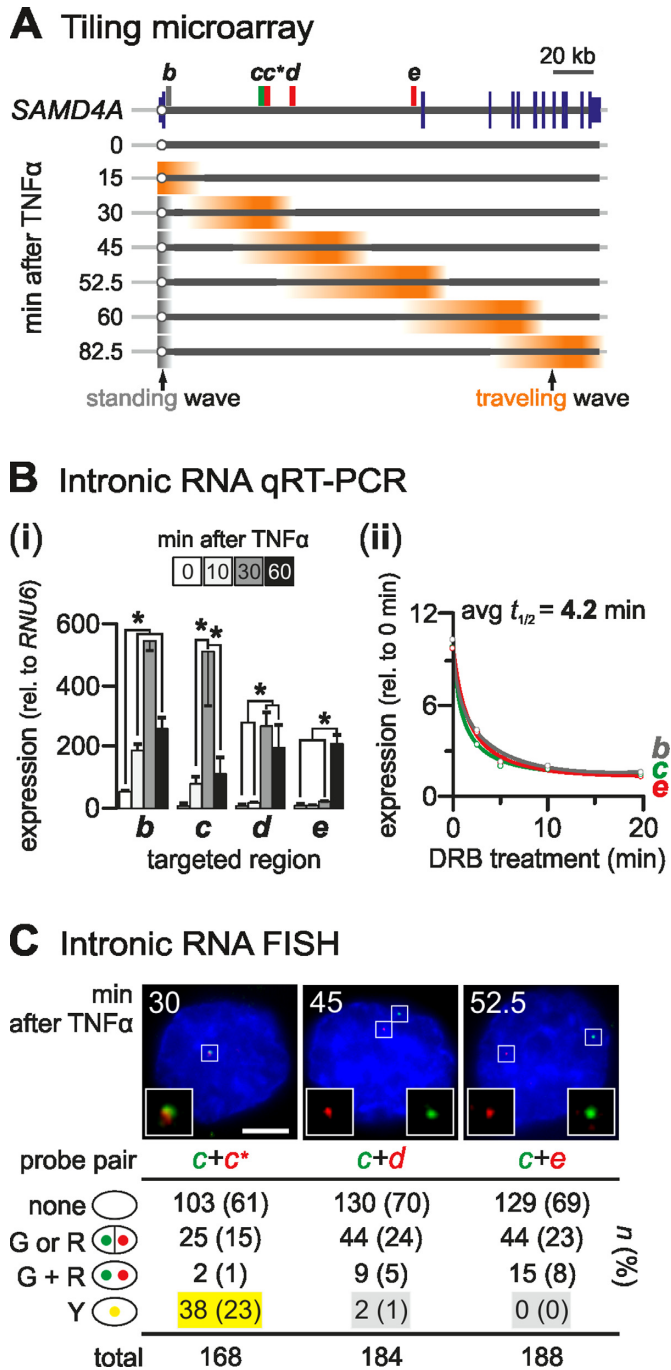 A Tiling microarray
20 kb
b c c* d e
SAMD4A
min after TNFα
0
15
30
45
52.5
60
82.5
standing wave traveling wave
B Intronic RNA qRT-PCR
(i) (ii)
min after TNFα
0 10 30 60
expression (rel. to RNU6)
600
400
200
0
* * * * *
b c d e
targeted region
expression (rel. to 0 min)
avg t1/2 = 4.2 min
12
9
6
3
0
b
c
e
0 10 20
DRB treatment (min)
C Intronic RNA FISH
min after TNFα
30 45 52.5
probe pair c+c* c+d c+e
none 103 (61) 130 (70) 129 (69)
G or R 25 (15) 44 (24) 44 (23)
G + R 2 (1) 9 (5) 15 (8)
Y 38 (23) 2 (1) 0 (0)
n (%)
total 168 184 188